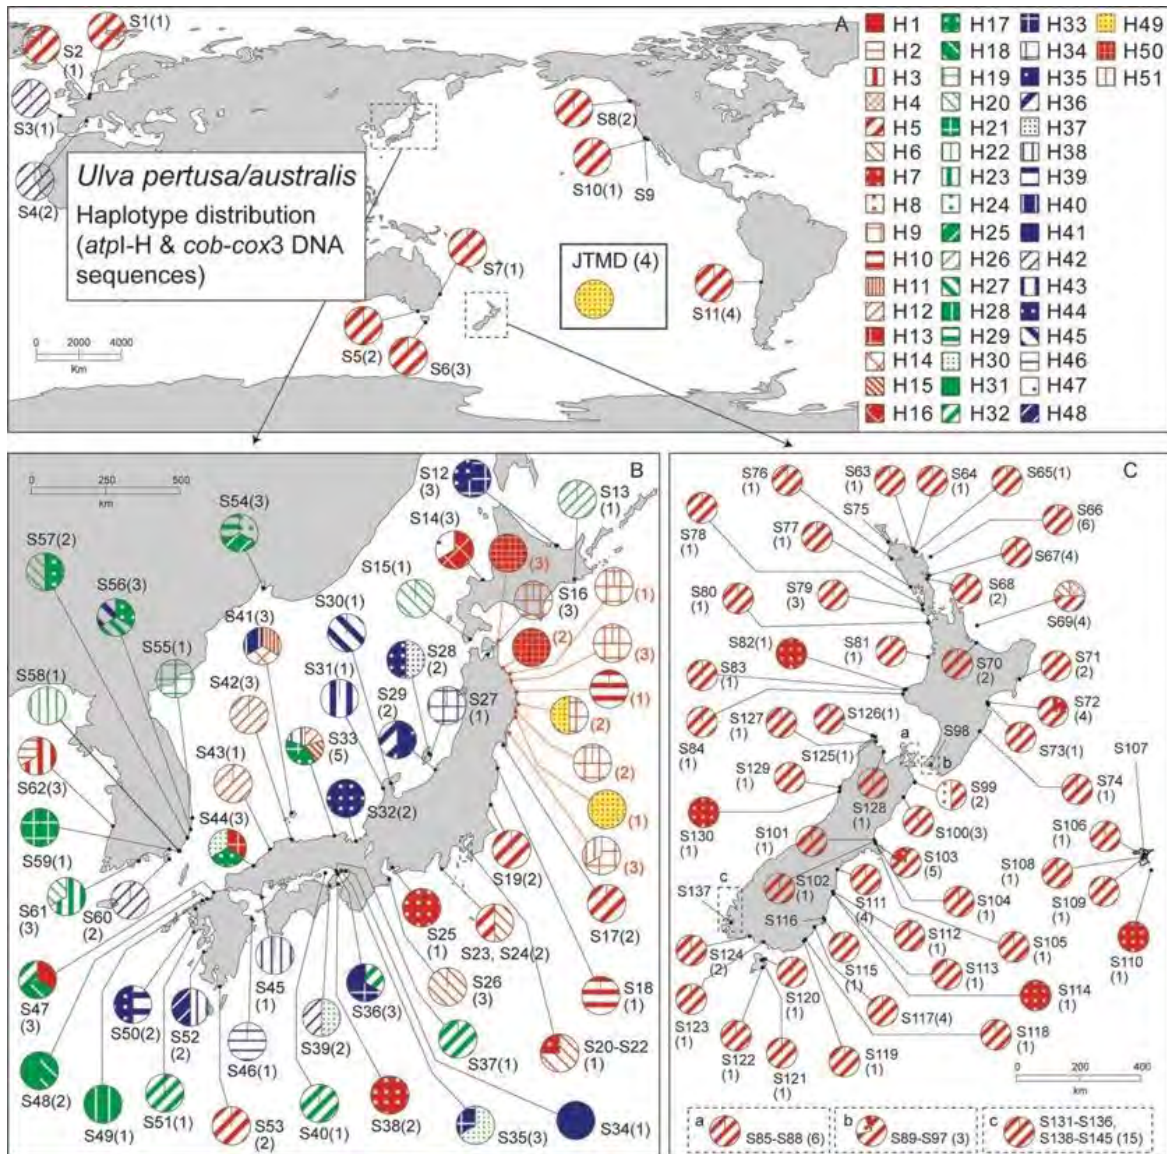 A
S1(1)
S2
(1)
S3(1)
S4(2)
Ulva pertusa/australis
Haplotype distribution
(atpI-H & cob-cox3 DNA
sequences)
S7(1)
S5(2)
S6(3)
S8(2)
S10(1)
S9
JTMD (4)
S11(4)
0 2000 4000
Km
H1
H2
H3
H4
H5
H6
H7
H8
H9
H10
H11
H12
H13
H14
H15
H16
H17
H18
H19
H20
H21
H22
H23
H24
H25
H26
H27
H28
H29
H30
H31
H32
H33
H34
H35
H36
H37
H38
H39
H40
H41
H42
H43
H44
H45
H46
H47
H48
H49
H50
H51
B
0 250 500
km
S12
(3)
S13
(1)
S14(3)
(3)
S54(3)
S57(2)
S56(3)
S15(1)
S16
(3)
(1)
S41(3)
S30(1)
(2)
(3)
S55(1)
S58(1)
S31(1)
S28
(2)
S29
(2)
S27
(1)
(1)
(2)
S42(3)
S33
(5)
S43(1)
(2)
S62(3)
S32(2)
(1)
S44(3)
S59(1)
(3)
S61
(3)
S60
(2)
S19(2)
S25
(1)
S23, S24(2)
S17(2)
S45
(1)
S26
(3)
S18
(1)
S47
(3)
S50(2)
S52
(2)
S46(1)
S39(2)
S36(3)
S37(1)
S20-S22
(1)
S48(2)
S49(1)
S51(1)
S53
(2)
S40(1)
S38(2)
S35(3)
S34(1)
C
S76
(1)
S63
(1)
S64
(1)
S65(1)
S75
S66
(6)
S78
(1)
S77
(1)
S67(4)
S68
(2)
S80
(1)
S79
(3)
S69(4)
S82(1)
S81
(1)
S70
(2)
S71
(2)
S83
(1)
S72
(4)
S84
(1)
S127
(1)
S126(1)
S125(1)
a
S98
b
S73(1)
S107
S129
(1)
S128
(1)
S99
(2)
S74
(1)
S130
(1)
S101
(1)
S100(3)
S106
(1)
S103
(5)
S108
(1)
S102
(1)
c
S137
S111
(4)
S104
(1)
S109
(1)
S116
S112
(1)
S105
(1)
S110
(1)
S124
(2)
S115
(1)
S113
(1)
S114
(1)
S123
(1)
S120
(1)
S117(4)
S118
(1)
S122
(1)
S121
(1)
S119
(1)
0 200 400
km
a
S85-S88 (6)
b
S89-S97 (3)
c
S131-S136,
S138-S145 (15)